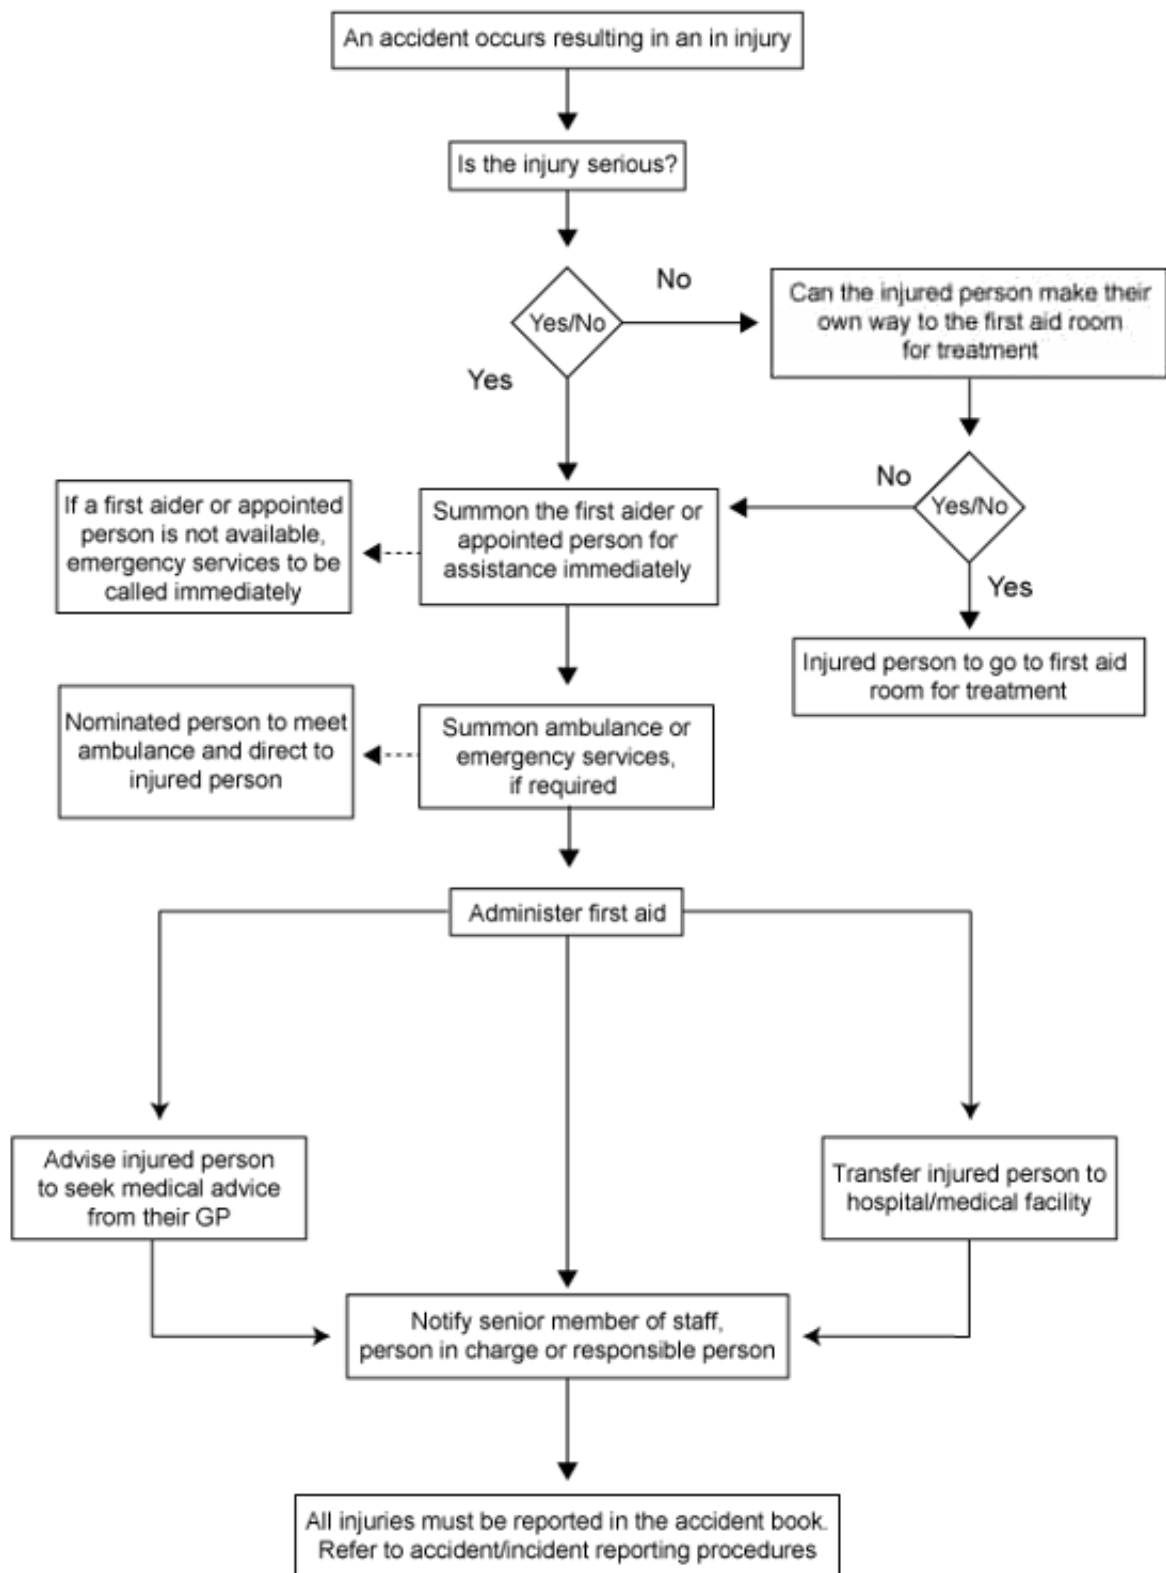 An accident occurs resulting in an in injury
Is the injury serious?
Yes/No
No
Yes
Can the injured person make their
own way to the first aid room
for treatment
Yes/No
No
Yes
Injured person to go to first aid
room for treatment
Summon the first aider or
appointed person for
assistance immediately
If a first aider or appointed
person is not available,
emergency services to be
called immediately
Summon ambulance or
emergency services,
if required
Nominated person to meet
ambulance and direct to
injured person
Administer first aid
Advise injured person
to seek medical advice
from their GP
Transfer injured person to
hospital/medical facility
Notify senior member of staff,
person in charge or responsible person
All injuries must be reported in the accident book.
Refer to accident/incident reporting procedures